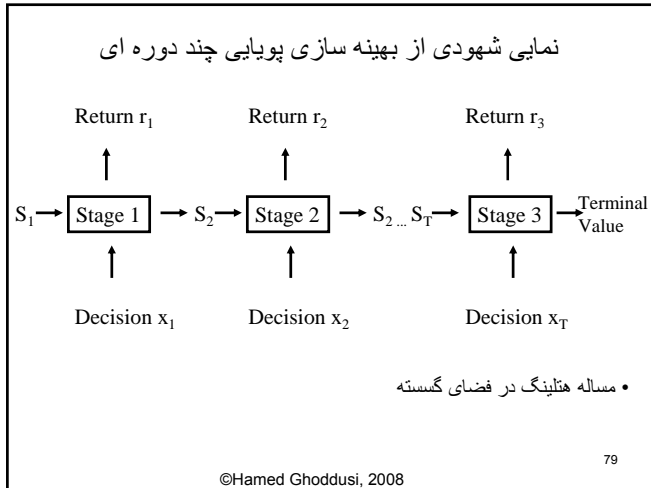 نمایی شهودی از بهینه سازی پویایی چند دوره ای
Return r₁ Return r₂ Return r₃
S₁ Stage 1 S₂ Stage 2 S₂ ... S_T Stage 3 Terminal Value
Decision x₁ Decision x₂ Decision x_T
• مساله هتلینگ در فضای گسسته
79
©Hamed Ghoddusi, 2008